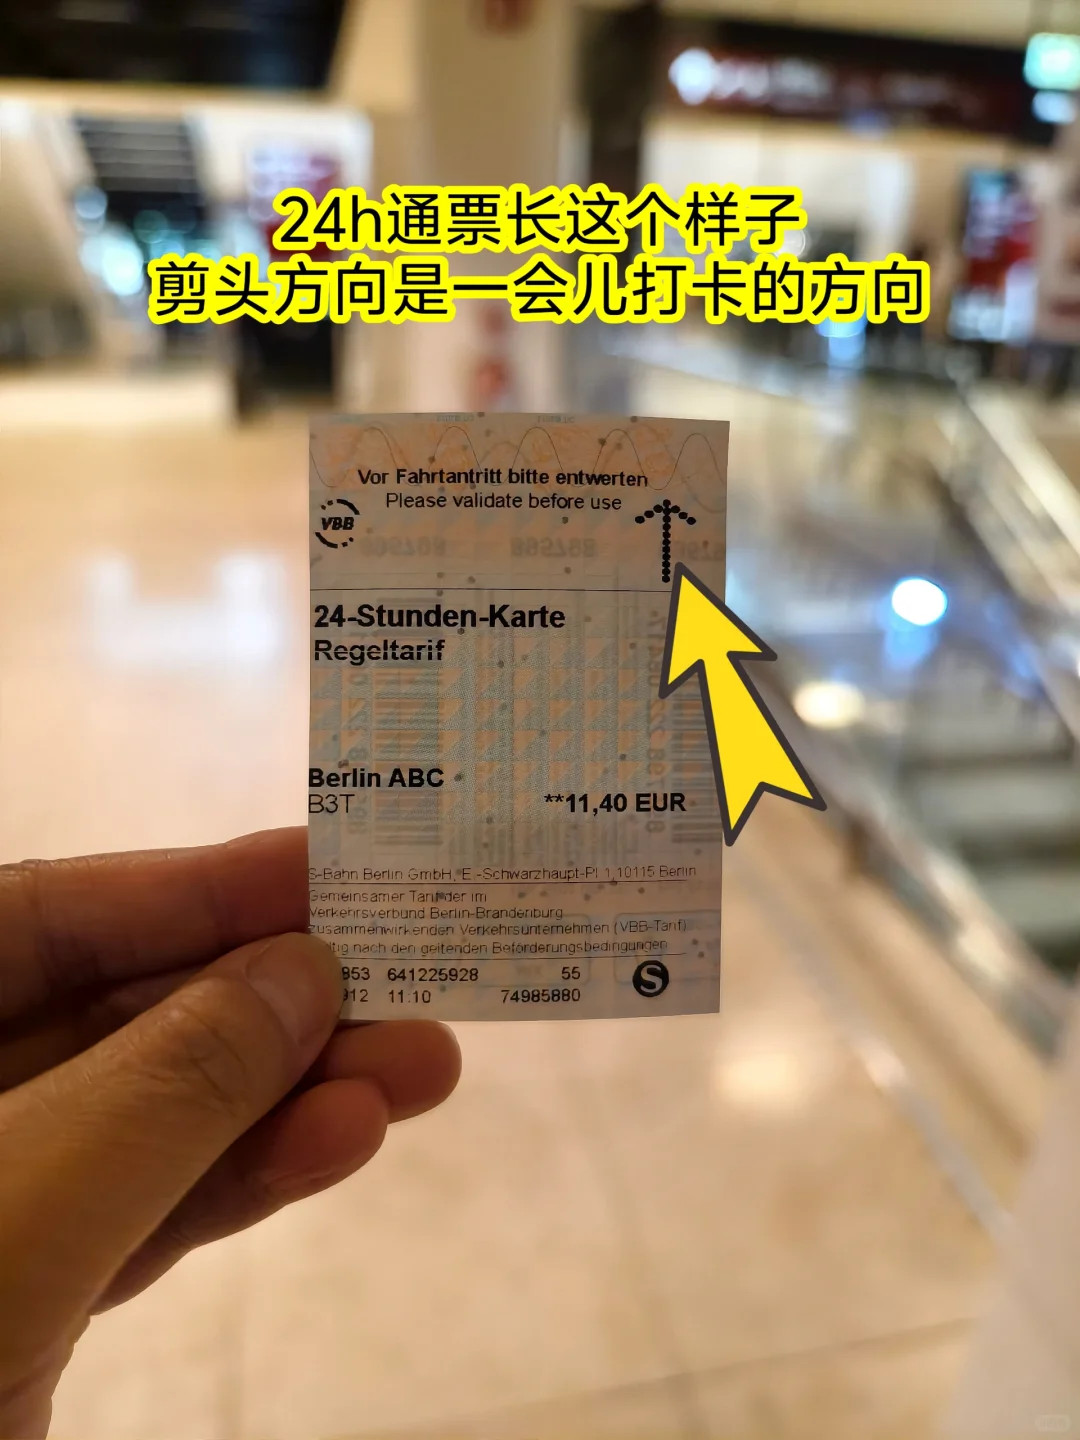 24h通票长这个样子
剪头方向是一会儿打卡的方向
Vor Fahrtantritt bitte entwerten
Please validate before use
VBB
24-Stunden-Karte
Regeltarif
Berlin ABC
B3T **11,40 EUR
S-Bahn Berlin GmbH, E.-Schwarzhaupt-Pl 1,10115 Berlin
Gemeinsamer Tarif der im
Verkehrsverbund Berlin-Brandenburg
zusammenwirkenden Verkehrsunternehmen (VBB-Tarif)
nach den geltenden Beförderungsbedingungen
853 641225928 55
912 11:10 74985880
S